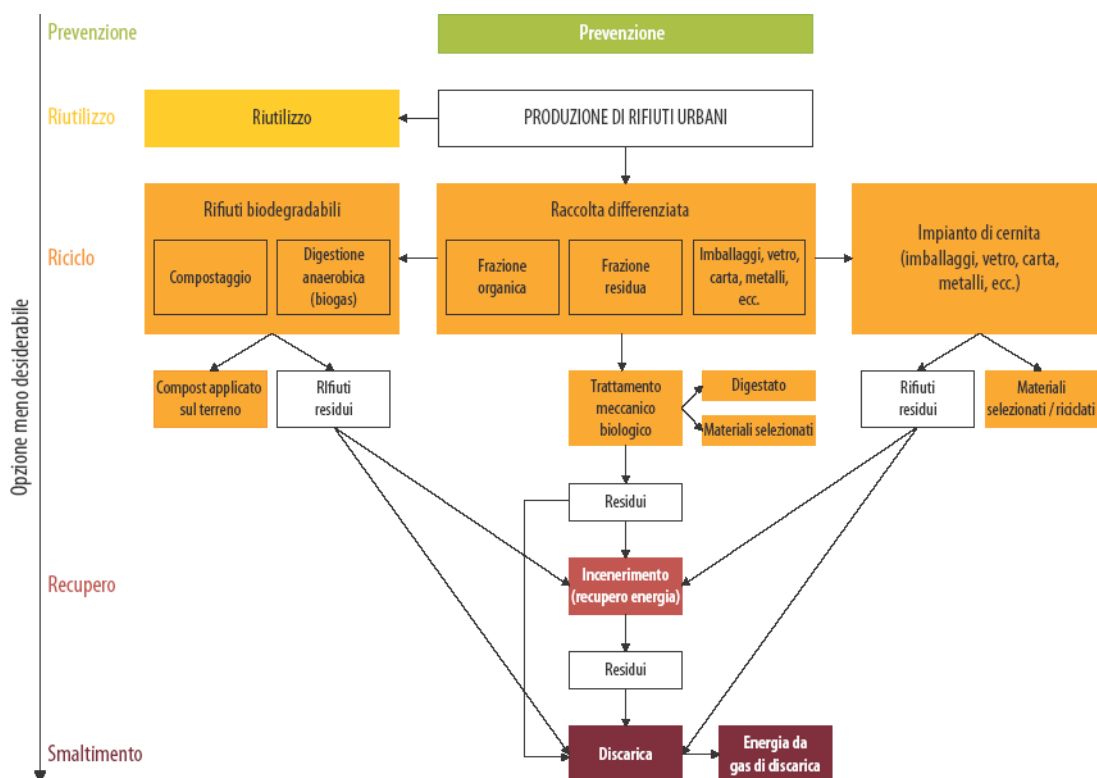 Prevenzione
Prevenzione
Riutilizzo
Riutilizzo
PRODUZIONE DI RIFIUTI URBANI
Riciclo
Rifiuti biodegradabili
Compostaggio
Digestione
anaerobica
(biogas)
Raccolta differenziata
Frazione
organica
Frazione
residua
Imballaggi, vetro,
carta, metalli,
ecc.
Impianto di cernita
(imballaggi, vetro, carta,
metalli, ecc.)
Compost applicato
sul terreno
RIfiuti
residui
Trattamento
meccanico
biologico
Digestato
Materiali selezionati
Rifiuti
residui
Materiali
selezionati / riciclati
Opzione meno desiderabile
Residui
Recupero
Incenerimento
(recupero energia)
Residui
Smaltimento
Discarica
Energia da
gas di discarica